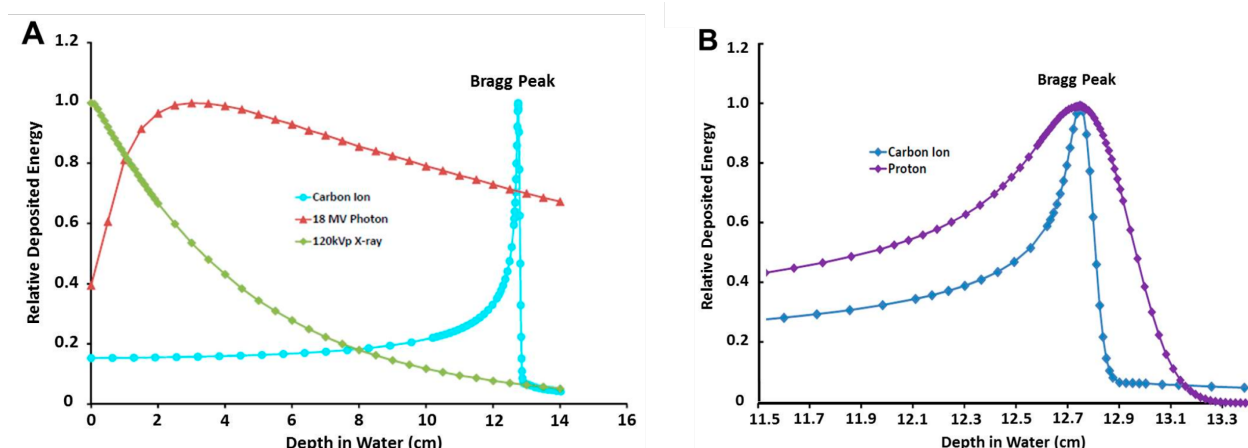 A
1.2
1.0
0.8
0.6
0.4
0.2
0
Relative Deposited Energy
Bragg Peak
Carbon Ion
18 MV Photon
120kVp X-ray
0 2 4 6 8 10 12 14 16
Depth in Water (cm)
B
1.2
1.0
0.8
0.6
0.4
0.2
0
Relative Deposited Energy
Bragg Peak
Carbon Ion
Proton
11.5 11.7 11.9 12.1 12.3 12.5 12.7 12.9 13.1 13.3
Depth in Water (cm)